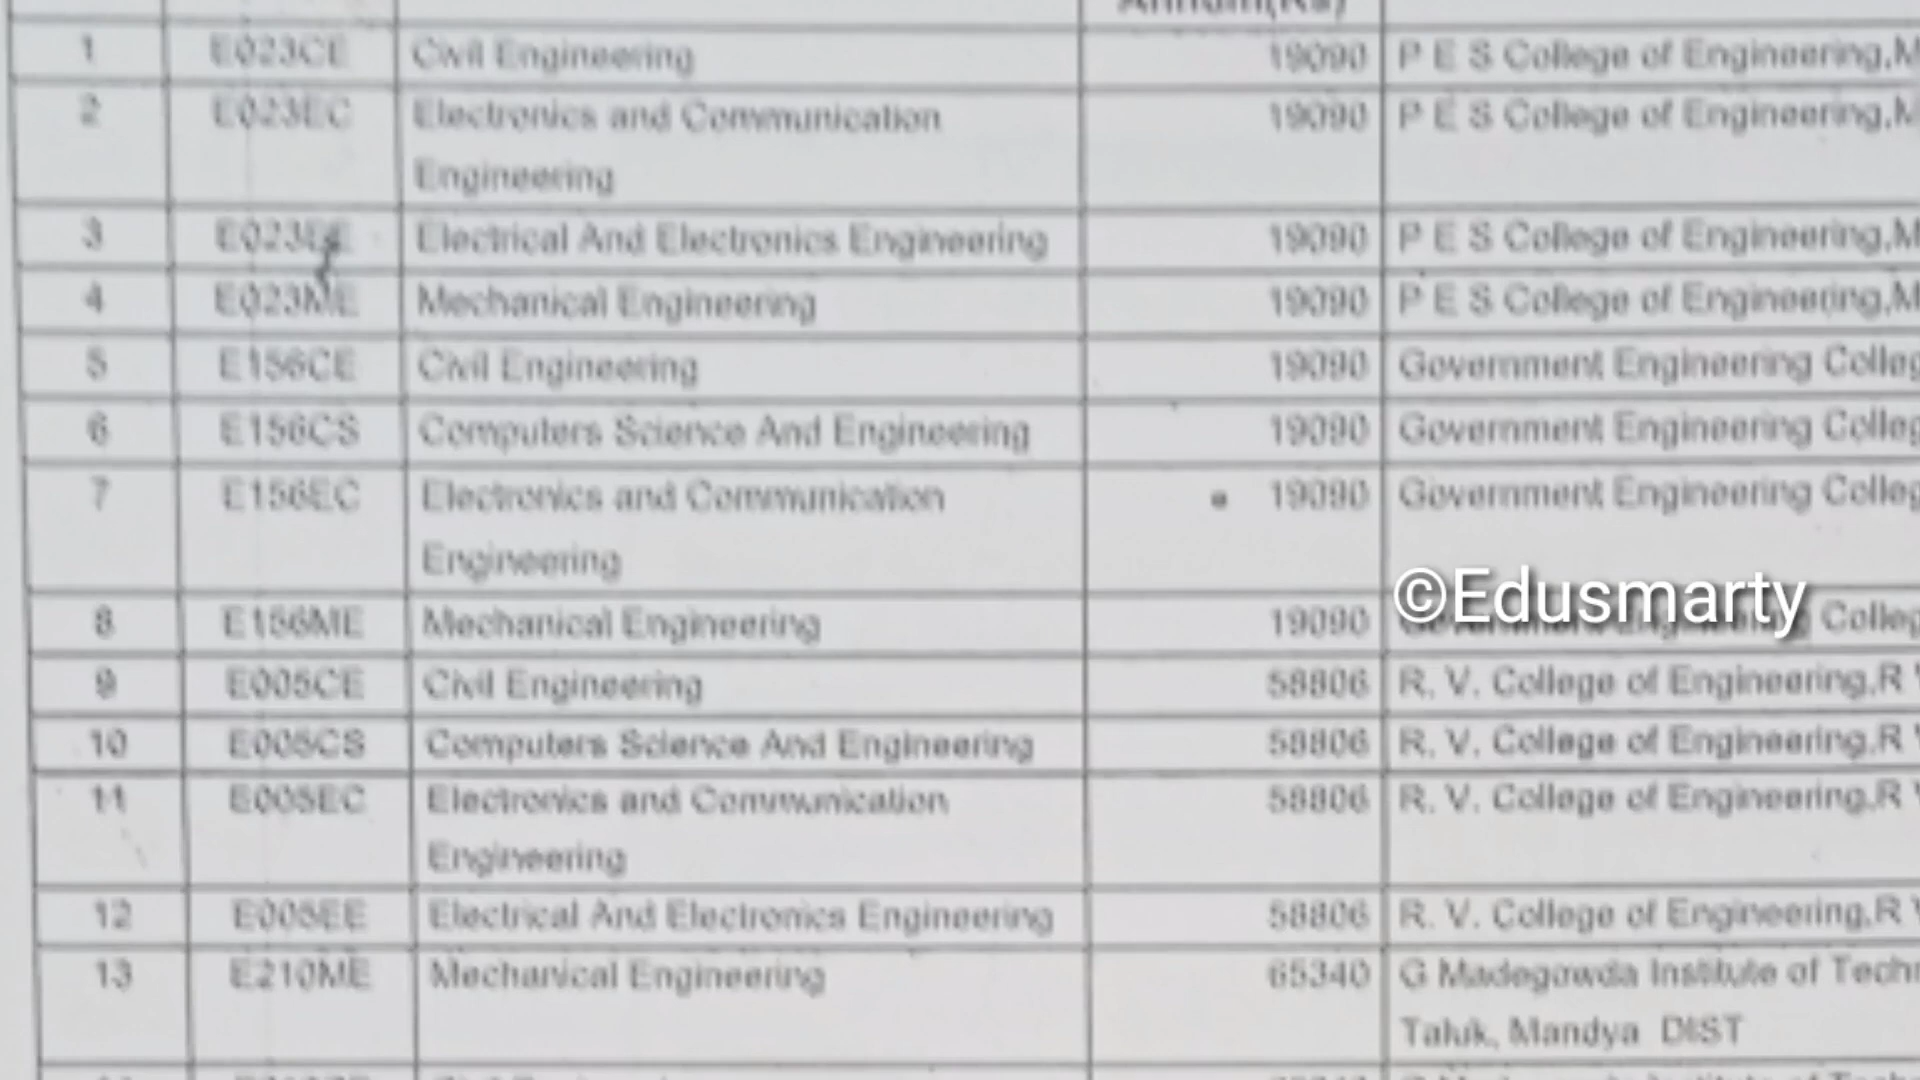 Annum(Rs)
1 E023CE Civil Engineering 19090 P E S College of Engineering,M
2 E023EC Electronics and Communication 19090 P E S College of Engineering,M
Engineering
3 E023EE Electrical And Electronics Engineering 19090 P E S College of Engineering,M
4 E023ME Mechanical Engineering 19090 P E S College of Engineering,M
5 E156CE Civil Engineering 19090 Government Engineering Colleg
6 E156CS Computers Science And Engineering 19090 Government Engineering Colleg
7 E156EC Electronics and Communication 19090 Government Engineering Colleg
Engineering
©Edusmarty
8 E156ME Mechanical Engineering 19090 Government Engineering Colleg
9 E005CE Civil Engineering 58806 R. V. College of Engineering,R V
10 E005CS Computers Science And Engineering 58806 R. V. College of Engineering,R V
11 E005EC Electronics and Communication 58806 R. V. College of Engineering,R V
Engineering
12 E005EE Electrical And Electronics Engineering 58806 R. V. College of Engineering,R V
13 E210ME Mechanical Engineering 65340 G Madegowda Institute of Techn
Taluk, Mandya DIST